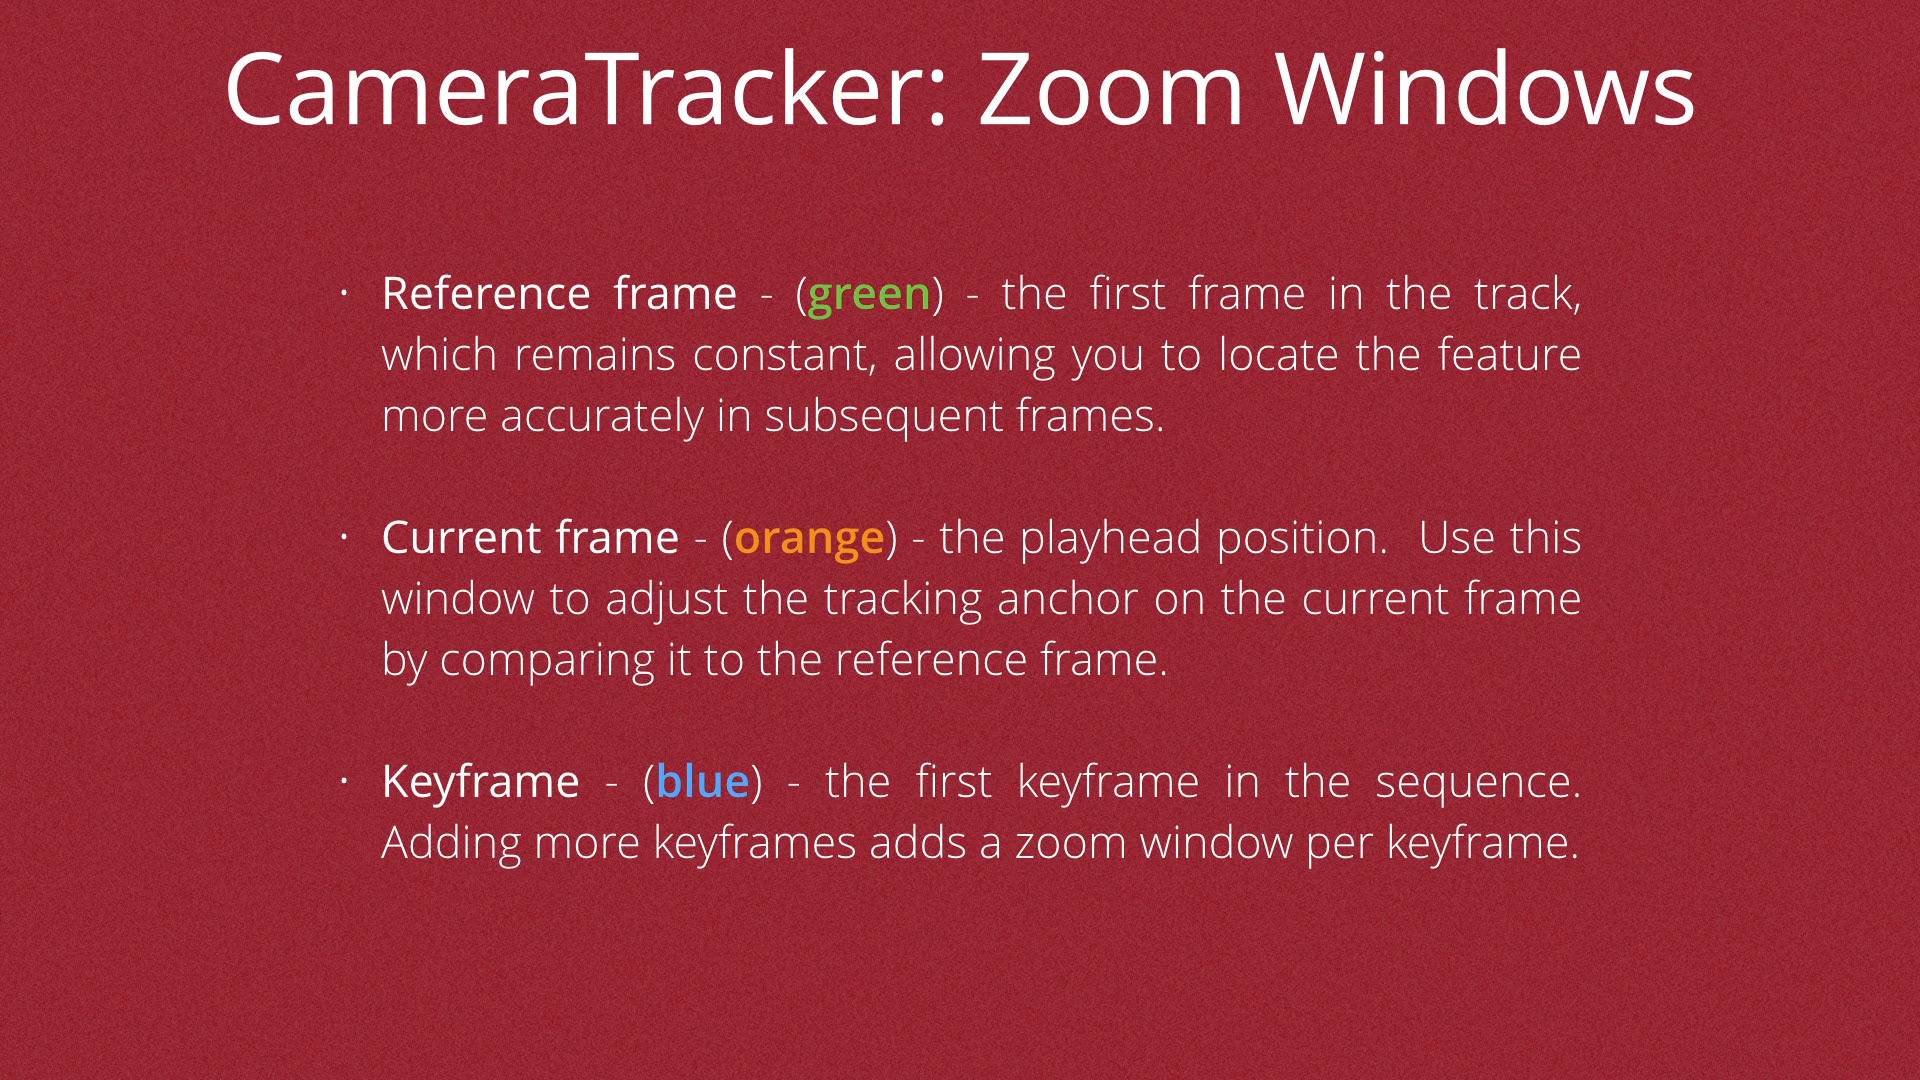 CameraTracker: Zoom Windows
· Reference frame - (green) - the first frame in the track,
which remains constant, allowing you to locate the feature
more accurately in subsequent frames.
· Current frame - (orange) - the playhead position.  Use this
window to adjust the tracking anchor on the current frame
by comparing it to the reference frame.
· Keyframe - (blue) - the first keyframe in the sequence.
Adding more keyframes adds a zoom window per keyframe.